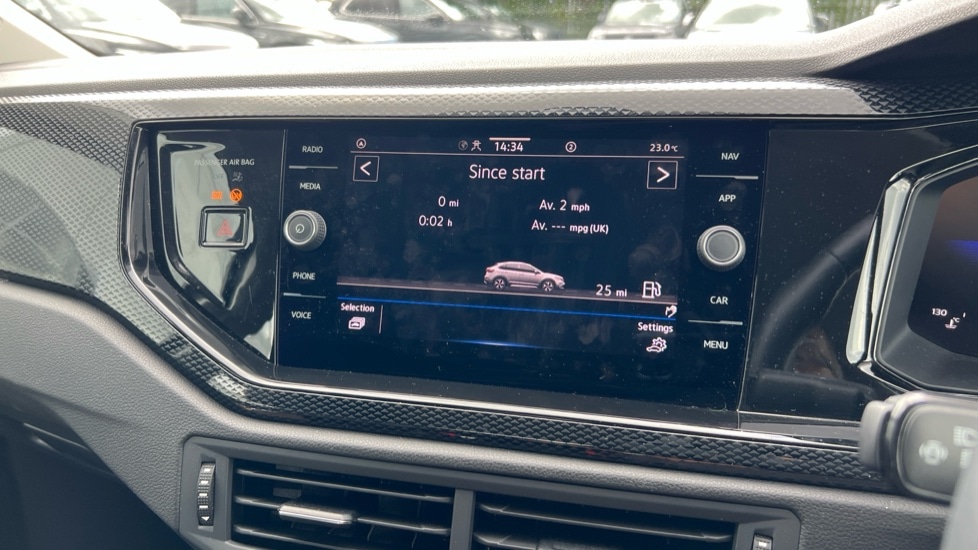 PASSENGER AIR BAG
RADIO
MEDIA
PHONE
VOICE
A
14:34
2
23.0°C
<
Since start
>
0 mi
Av. 2 mph
0:02 h
Av. --- mpg (UK)
25 mi
Selection
Settings
NAV
APP
CAR
MENU
130
°C